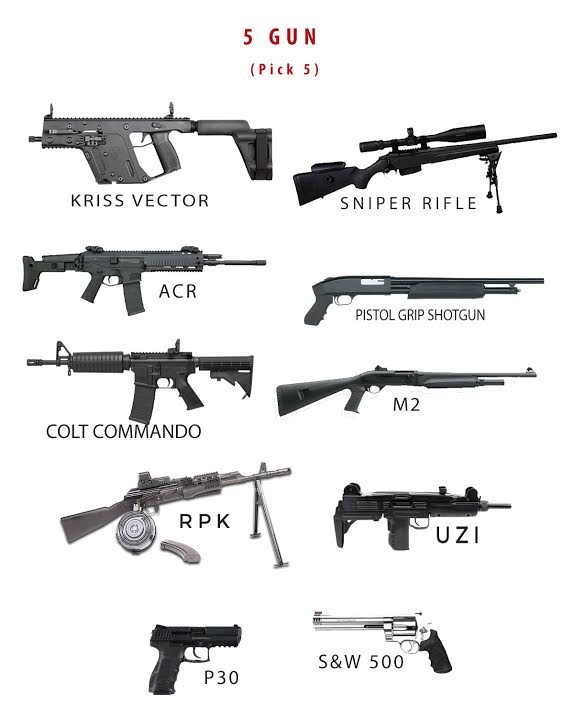 5 GUN
(Pick 5)
KRISS VECTOR
SNIPER RIFLE
ACR
PISTOL GRIP SHOTGUN
COLT COMMANDO
M2
RPK
UZI
P30
S&W 500